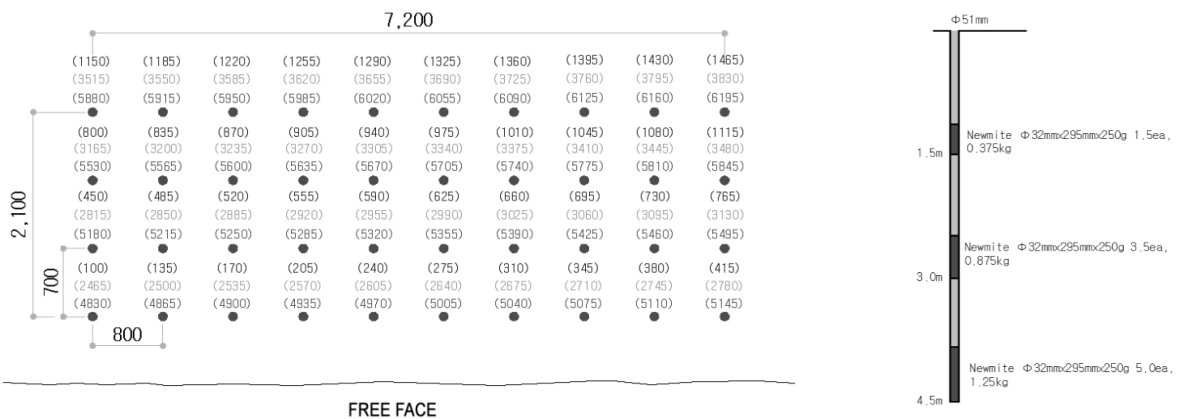 7,200
(1150) (1185) (1220) (1255) (1290) (1325) (1360) (1395) (1430) (1465)
(3515) (3550) (3585) (3620) (3655) (3690) (3725) (3760) (3795) (3830)
(5880) (5915) (5950) (5985) (6020) (6055) (6090) (6125) (6160) (6195)
(800) (835) (870) (905) (940) (975) (1010) (1045) (1080) (1115)
(3165) (3200) (3235) (3270) (3305) (3340) (3375) (3410) (3445) (3480)
(5530) (5565) (5600) (5635) (5670) (5705) (5740) (5775) (5810) (5845)
(450) (485) (520) (555) (590) (625) (660) (695) (730) (765)
(2815) (2850) (2885) (2920) (2955) (2990) (3025) (3060) (3095) (3130)
(5180) (5215) (5250) (5285) (5320) (5355) (5390) (5425) (5460) (5495)
(100) (135) (170) (205) (240) (275) (310) (345) (380) (415)
(2465) (2500) (2535) (2570) (2605) (2640) (2675) (2710) (2745) (2780)
(4830) (4865) (4900) (4935) (4970) (5005) (5040) (5075) (5110) (5145)
2,100
700
800
FREE FACE
Φ51mm
Newmite Φ32mmx295mmx250g 1.5ea,
0.375kg
1.5m
Newmite Φ32mmx295mmx250g 3.5ea,
0.875kg
3.0m
Newmite Φ32mmx295mmx250g 5.0ea,
1.25kg
4.5m